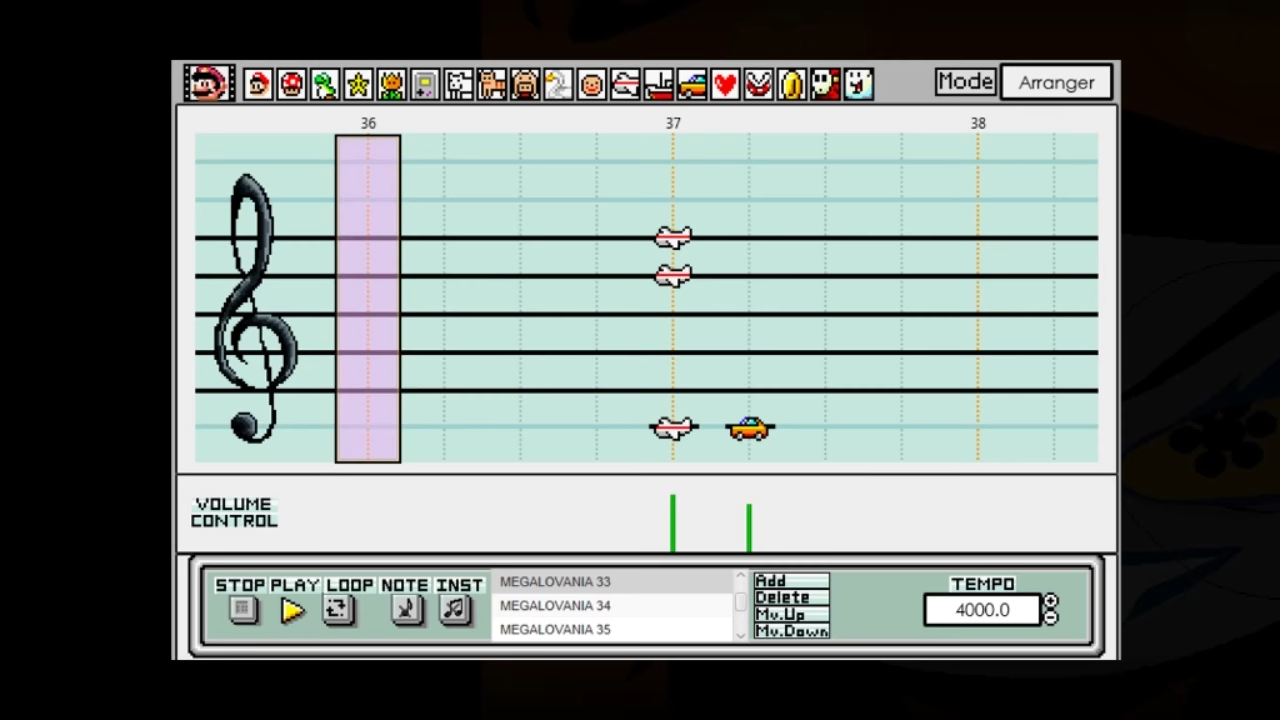 Mode Arranger
36 37 38
VOLUME
CONTROL
STOP PLAY LOOP NOTE INST
MEGALOVANIA 33
MEGALOVANIA 34
MEGALOVANIA 35
Add
Delete
Mv.Up
Mv.Down
TEMPO
4000.0